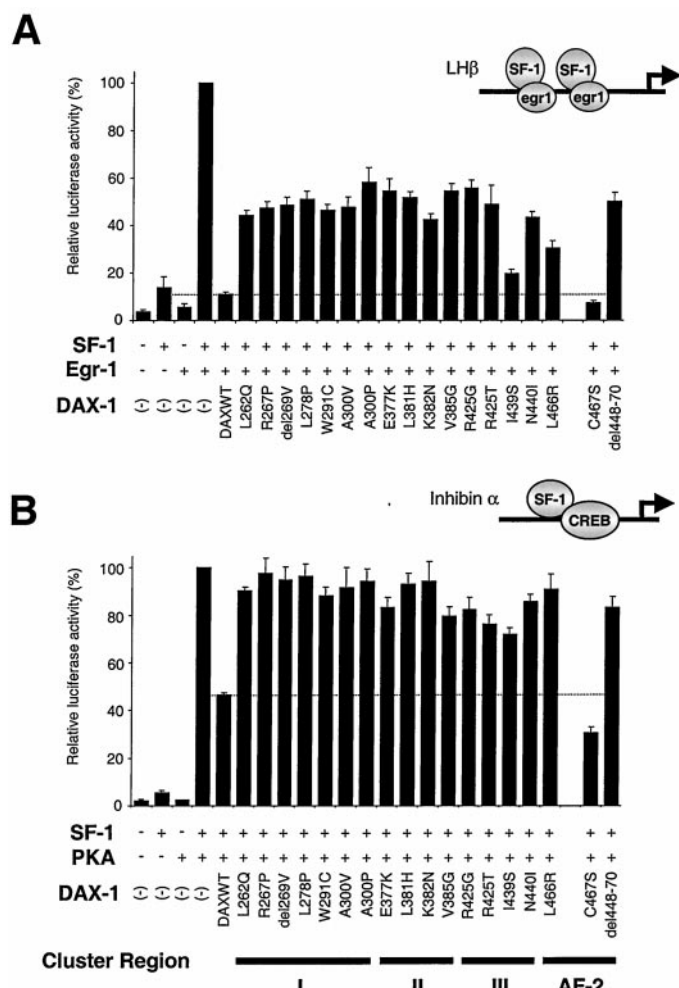 A
LHβ
SF-1 SF-1
egr1 egr1
Relative luciferase activity (%)
100
80
60
40
20
0
SF-1 - + - + + + + + + + + + + + + + + + + + + + +
Egr-1 - - + + + + + + + + + + + + + + + + + + + + +
DAX-1 (-) (-) (-) (-) DAXWT L262Q R267P del269V L278P W291C A300V A300P E377K L381H K382N V385G R425G R425T I439S N440I L466R C467S del448-70
B
Inhibin α
SF-1
CREB
Relative luciferase activity (%)
100
80
60
40
20
0
SF-1 - + - + + + + + + + + + + + + + + + + + + + +
PKA - - + + + + + + + + + + + + + + + + + + + + +
DAX-1 (-) (-) (-) (-) DAXWT L262Q R267P del269V L278P W291C A300V A300P E377K L381H K382N V385G R425G R425T I439S N440I L466R C467S del448-70
Cluster Region
I II III AF-2